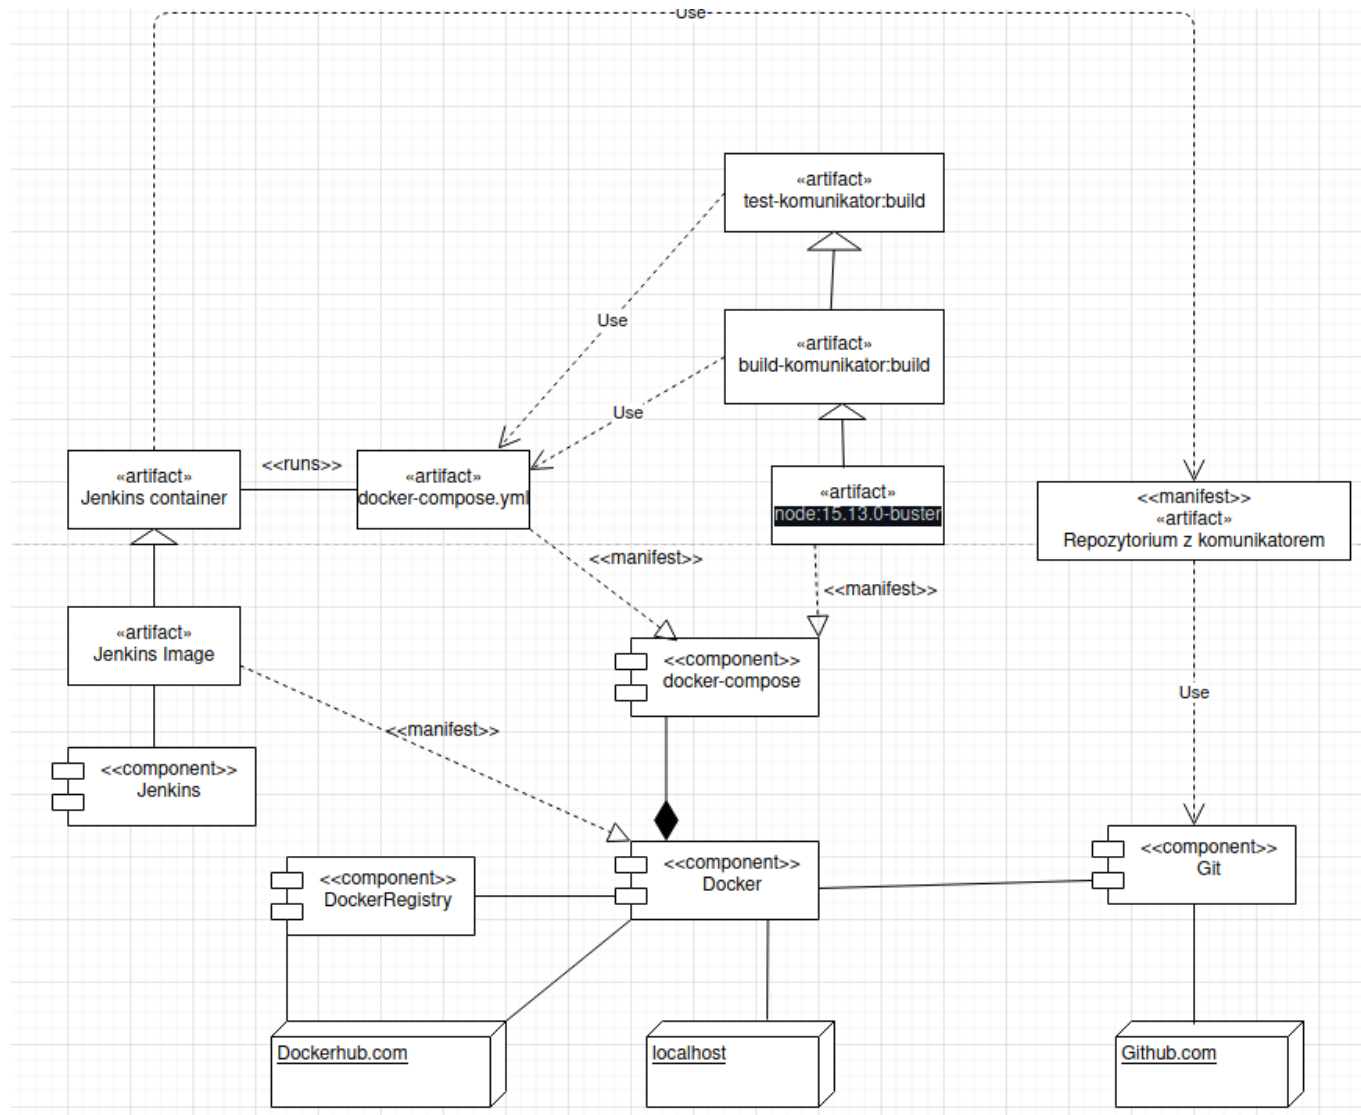 Use
«artifact»
test-komunikator:build
Use
«artifact»
build-komunikator:build
Use
«artifact»
Jenkins container
<<runs>>
«artifact»
docker-compose.yml
«artifact»
node:15.13.0-buster
<<manifest>>
«artifact»
Repozytorium z komunikatorem
<<manifest>>
<<manifest>>
«artifact»
Jenkins Image
<<component>>
docker-compose
Use
<<manifest>>
<<component>>
Jenkins
<<component>>
DockerRegistry
<<component>>
Docker
<<component>>
Git
Dockerhub.com
localhost
Github.com